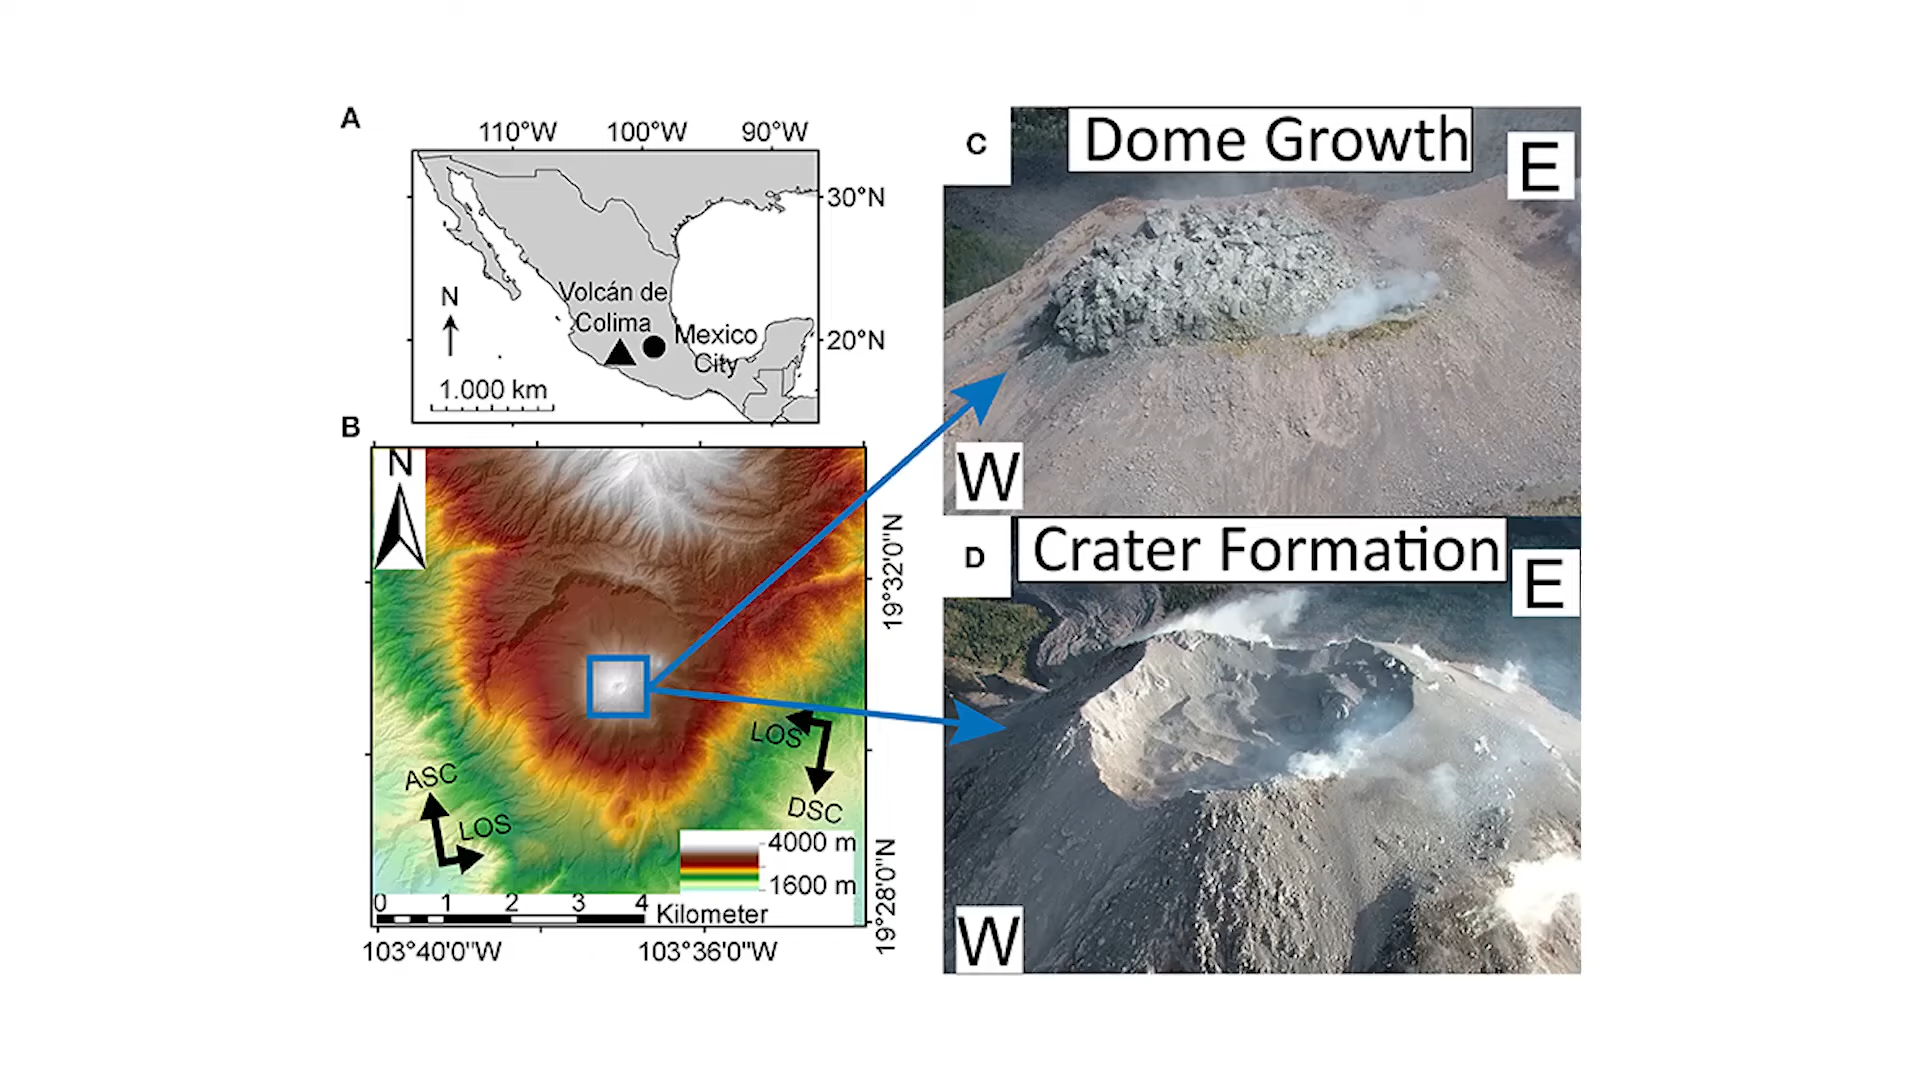 A
110°W 100°W 90°W
30°N
Volcán de
Colima
N
Mexico
City
20°N
1.000 km
B
N
19°32'0"N
LOS
ASC
DSC
LOS
4000 m
1600 m
0 1 2 3 4
Kilometer
19°28'0"N
103°40'0"W 103°36'0"W
C
Dome Growth
E
W
D
Crater Formation
E
W